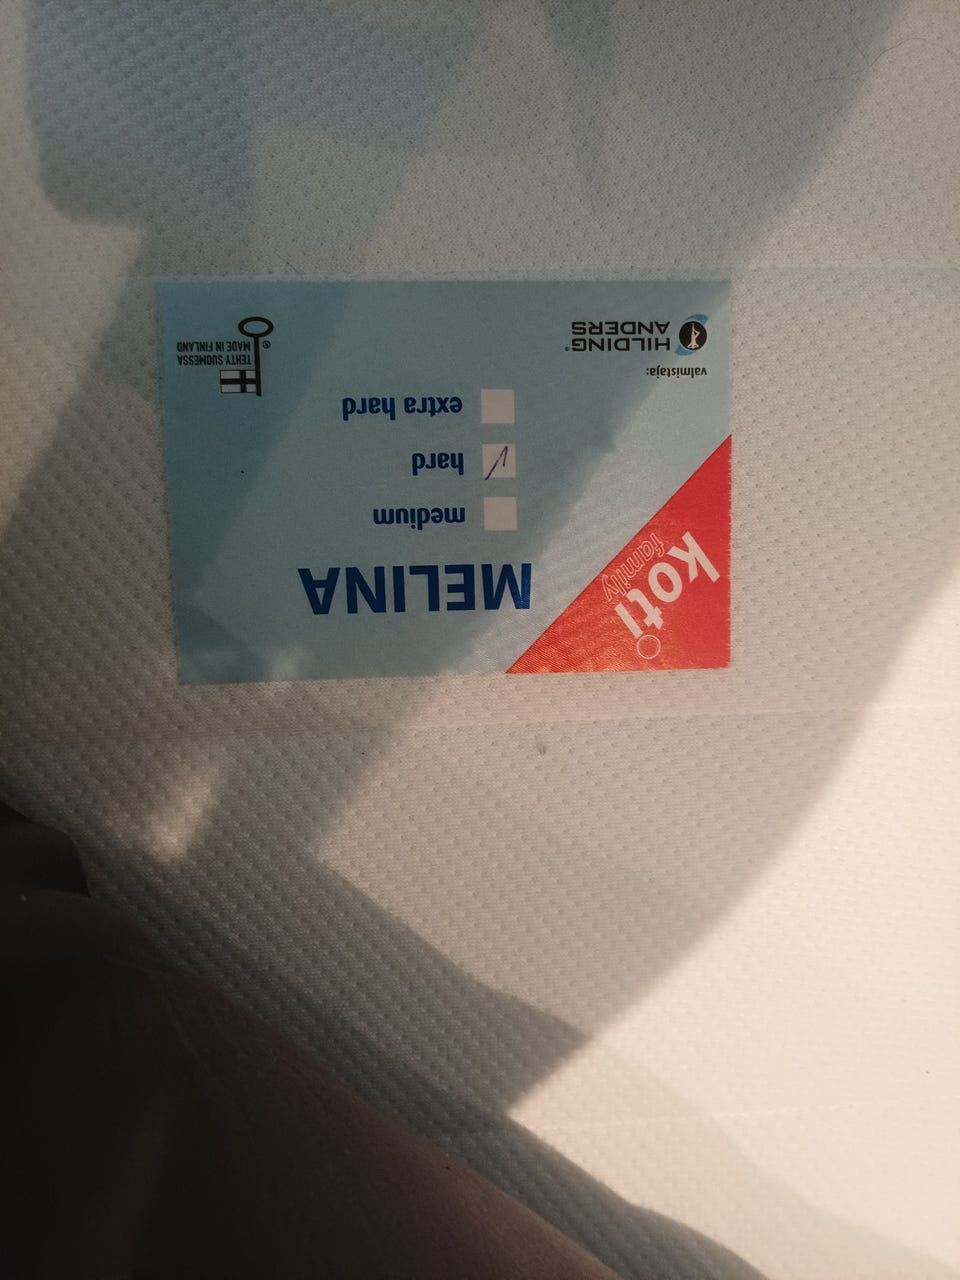 koti
family
MELINA
medium
hard
extra hard
valmistaja:
HILDING
ANDERS®
TEHTY SUOMESSA
MADE IN FINLAND
®